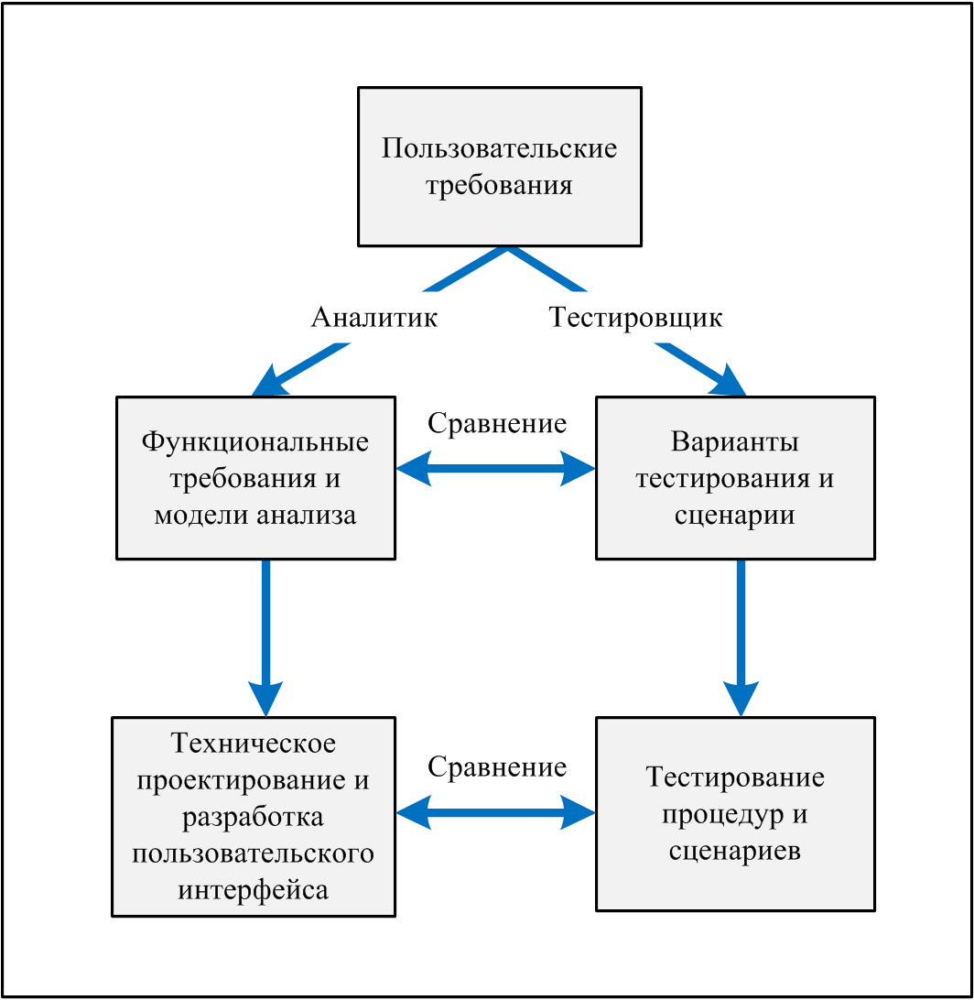 Пользовательские
требования
Аналитик
Тестировщик
Функциональные
требования и
модели анализа
Сравнение
Варианты
тестирования и
сценарии
Техническое
проектирование и
разработка
пользовательского
интерфейса
Сравнение
Тестирование
процедур и
сценариев